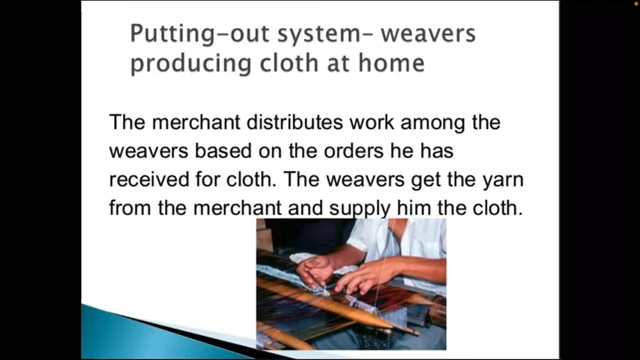 Putting-out system- weavers
producing cloth at home
The merchant distributes work among the
weavers based on the orders he has
received for cloth. The weavers get the yarn
from the merchant and supply him the cloth.